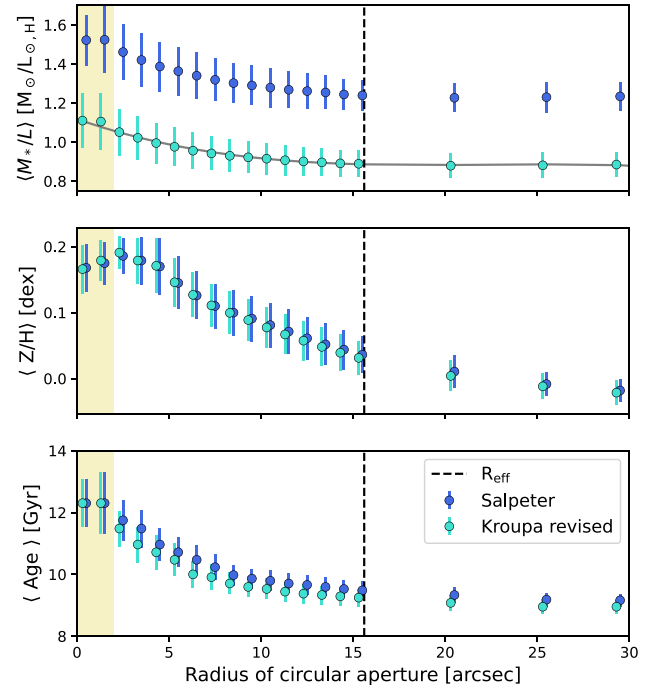 ⟨M*/L⟩ [M⊙/L⊙,H]
1.6
1.4
1.2
1.0
0.8
⟨ Z/H⟩ [dex]
0.2
0.1
0.0
⟨ Age ⟩ [Gyr]
14
12
10
8
R_eff
Salpeter
Kroupa revised
0 5 10 15 20 25 30
Radius of circular aperture [arcsec]